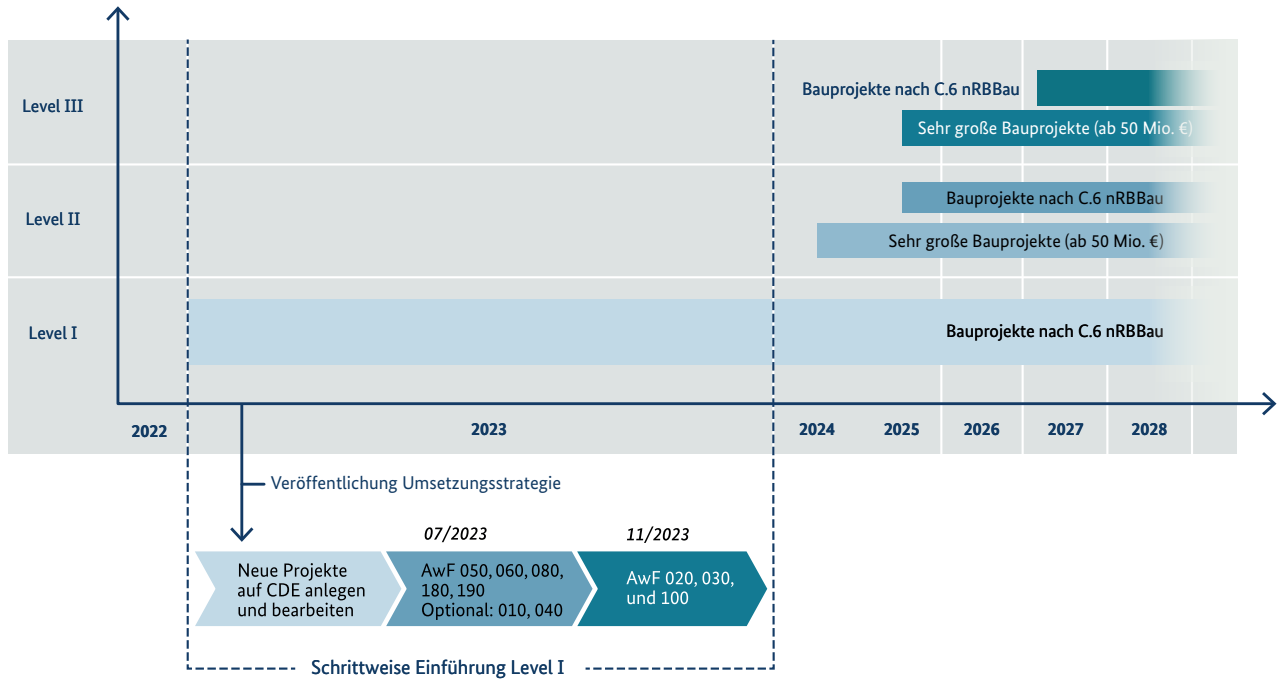 Level III
Bauprojekte nach C.6 nRBBau
Sehr große Bauprojekte (ab 50 Mio. €)
Level II
Bauprojekte nach C.6 nRBBau
Sehr große Bauprojekte (ab 50 Mio. €)
Level I
Bauprojekte nach C.6 nRBBau
2022
2023
2024
2025
2026
2027
2028
Veröffentlichung Umsetzungsstrategie
Neue Projekte
auf CDE anlegen
und bearbeiten
07/2023
AwF 050, 060, 080,
180, 190
Optional: 010, 040
11/2023
AwF 020, 030,
und 100
Schrittweise Einführung Level I